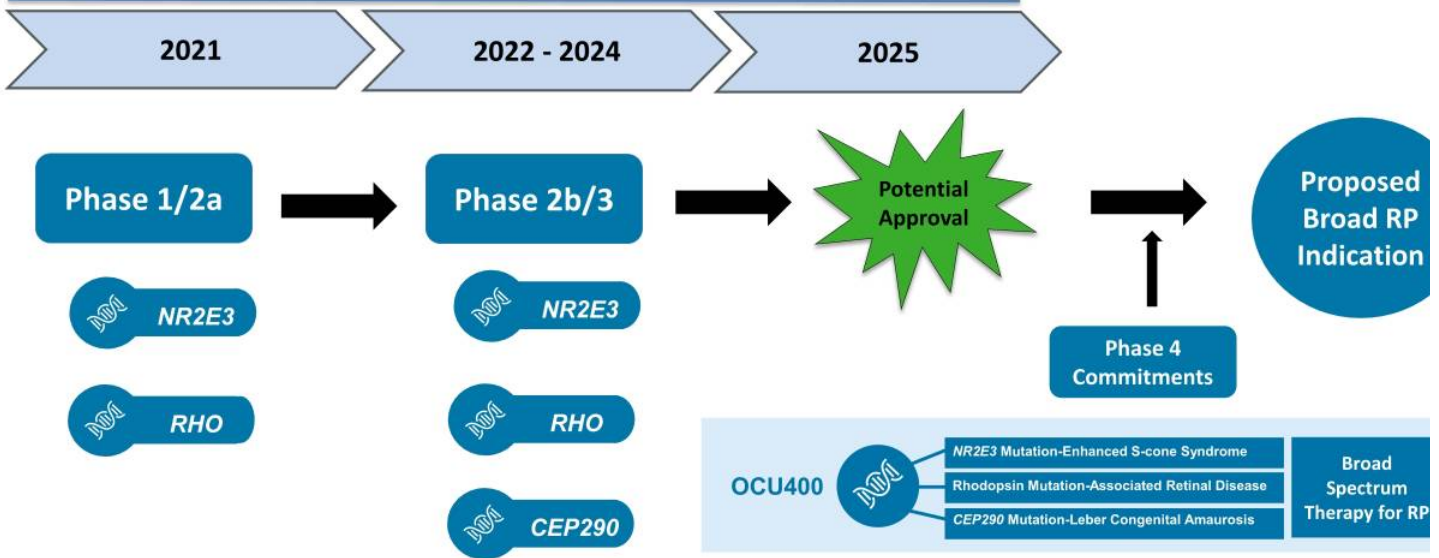 2021
2022 - 2024
2025
Phase 1/2a
Phase 2b/3
Potential
Approval
Proposed
Broad RP
Indication
NR2E3
NR2E3
RHO
RHO
CEP290
Phase 4
Commitments
OCU400
NR2E3 Mutation-Enhanced S-cone Syndrome
Rhodopsin Mutation-Associated Retinal Disease
CEP290 Mutation-Leber Congenital Amaurosis
Broad
Spectrum
Therapy for RP